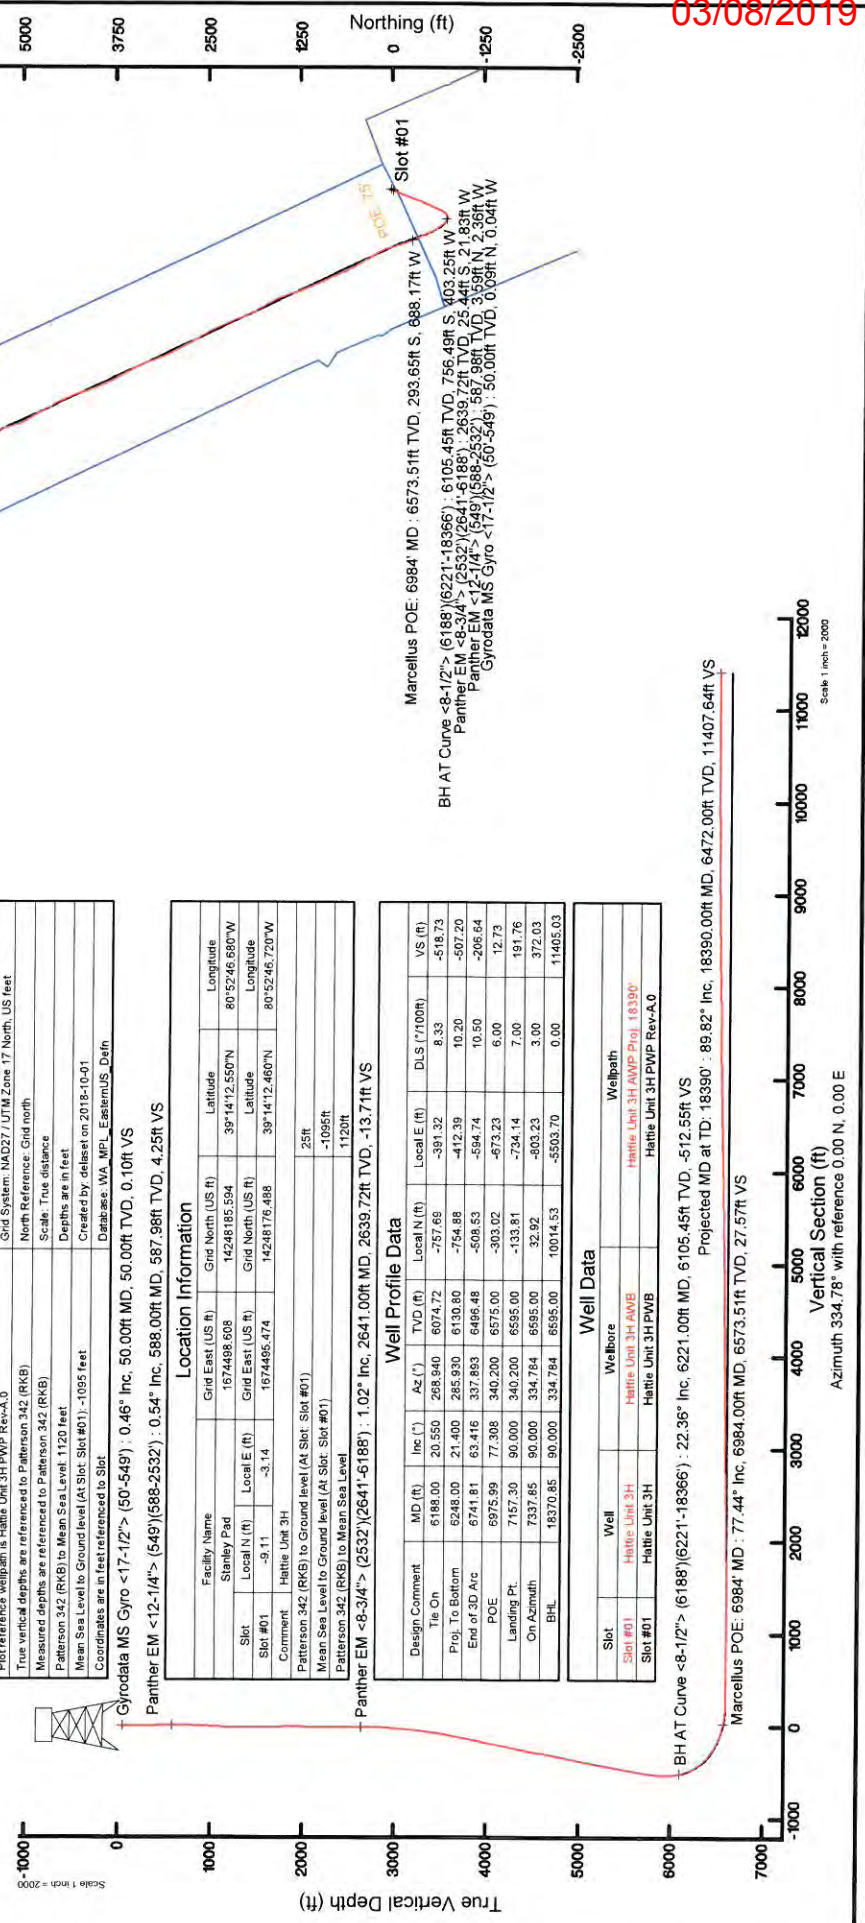 03/08/2019
5000
3750
2500
1250
Northing (ft)
0
-1250
-2500
Slot #01
POE: 75'
Marcellus POE: 6984' MD : 6573.51ft TVD, 293.65ft S, 688.17ft W
BH AT Curve <8-1/2"> (6188')(6221'-18366') : 6105.45ft TVD, 756.49ft S, 403.25ft W
Panther EM <8-3/4"> (2532')(2641'-6188') : 2639.72ft TVD, 25.44ft S, 21.83ft W
Panther EM <12-1/4"> (549')(588-2532') : 587.98ft TVD, 3.59ft N, 2.36ft W
Gyrodata MS Gyro <17-1/2"> (50'-549') : 50.00ft TVD, 0.09ft N, 0.04ft W
Plot reference wellpath is Hattie Unit 3H PWP Rev-A.0
True vertical depths are referenced to Patterson 342 (RKB)
Measured depths are referenced to Patterson 342 (RKB)
Patterson 342 (RKB) to Mean Sea Level: 1120 feet
Mean Sea Level to Ground level (At Slot: Slot #01): -1095 feet
Coordinates are in feet referenced to Slot
Grid System: NAD27 / UTM Zone 17 North, US feet
North Reference: Grid north
Scale: True distance
Depths are in feet
Created by: delaset on 2018-10-01
Database: WA_MPL_EasternUS_Defn
Gyrodata MS Gyro <17-1/2"> (50'-549') : 0.46° Inc, 50.00ft MD, 50.00ft TVD, 0.10ft VS
Panther EM <12-1/4"> (549')(588-2532') : 0.54° Inc, 588.00ft MD, 587.98ft TVD, 4.25ft VS
Location Information
Facility Name Grid East (US ft) Grid North (US ft) Latitude Longitude
Stanley Pad 1674498.608 14248185.594 39°14'12.550"N 80°52'46.680"W
Slot Local N (ft) Local E (ft) Grid East (US ft) Grid North (US ft) Latitude Longitude
Slot #01 -9.11 -3.14 1674495.474 14248176.488 39°14'12.460"N 80°52'46.720"W
Comment Hattie Unit 3H
Patterson 342 (RKB) to Ground level (At Slot: Slot #01) 25ft
Mean Sea Level to Ground level (At Slot: Slot #01) -1095ft
Patterson 342 (RKB) to Mean Sea Level 1120ft
Panther EM <8-3/4"> (2532')(2641'-6188') : 1.02° Inc, 2641.00ft MD, 2639.72ft TVD, -13.71ft VS
Well Profile Data
Design Comment MD (ft) Inc (°) Az (°) TVD (ft) Local N (ft) Local E (ft) DLS (°/100ft) VS (ft)
Tie On 6188.00 20.550 268.940 6074.72 -757.69 -391.32 8.33 -518.73
Proj. To Bottom 6248.00 21.400 285.930 6130.80 -754.88 -412.39 10.20 -507.20
End of 3D Arc 6741.81 63.416 337.893 6496.48 -508.53 -594.74 10.50 -206.64
POE 6975.99 77.308 340.200 6575.00 -303.02 -673.23 6.00 12.73
Landing Pt. 7157.30 90.000 340.200 6595.00 -133.81 -734.14 7.00 191.76
On Azimuth 7337.85 90.000 334.784 6595.00 32.92 -803.23 3.00 372.03
BHL 18370.85 90.000 334.784 6595.00 10014.53 -5503.70 0.00 11405.03
Well Data
Slot Well Wellbore Wellpath
Slot #01 Hattie Unit 3H Hattie Unit 3H AWB Hattie Unit 3H AWP Proj: 18390'
Slot #01 Hattie Unit 3H Hattie Unit 3H PWB Hattie Unit 3H PWP Rev-A.0
BH AT Curve <8-1/2"> (6188')(6221'-18366') : 22.36° Inc, 6221.00ft MD, 6105.45ft TVD, -512.55ft VS
Projected MD at TD: 18390' : 89.82° Inc, 18390.00ft MD, 6472.00ft TVD, 11407.64ft VS
Marcellus POE: 6984' MD : 77.44° Inc, 6984.00ft MD, 6573.51ft TVD, 27.57ft VS
Scale 1 inch = 2000
-1000
0
1000
2000
3000
4000
5000
6000
7000
True Vertical Depth (ft)
-1000
0
1000
2000
3000
4000
5000
6000
7000
8000
9000
10000
11000
12000
Scale 1 inch = 2000
Vertical Section (ft)
Azimuth 334.78° with reference 0.00 N, 0.00 E